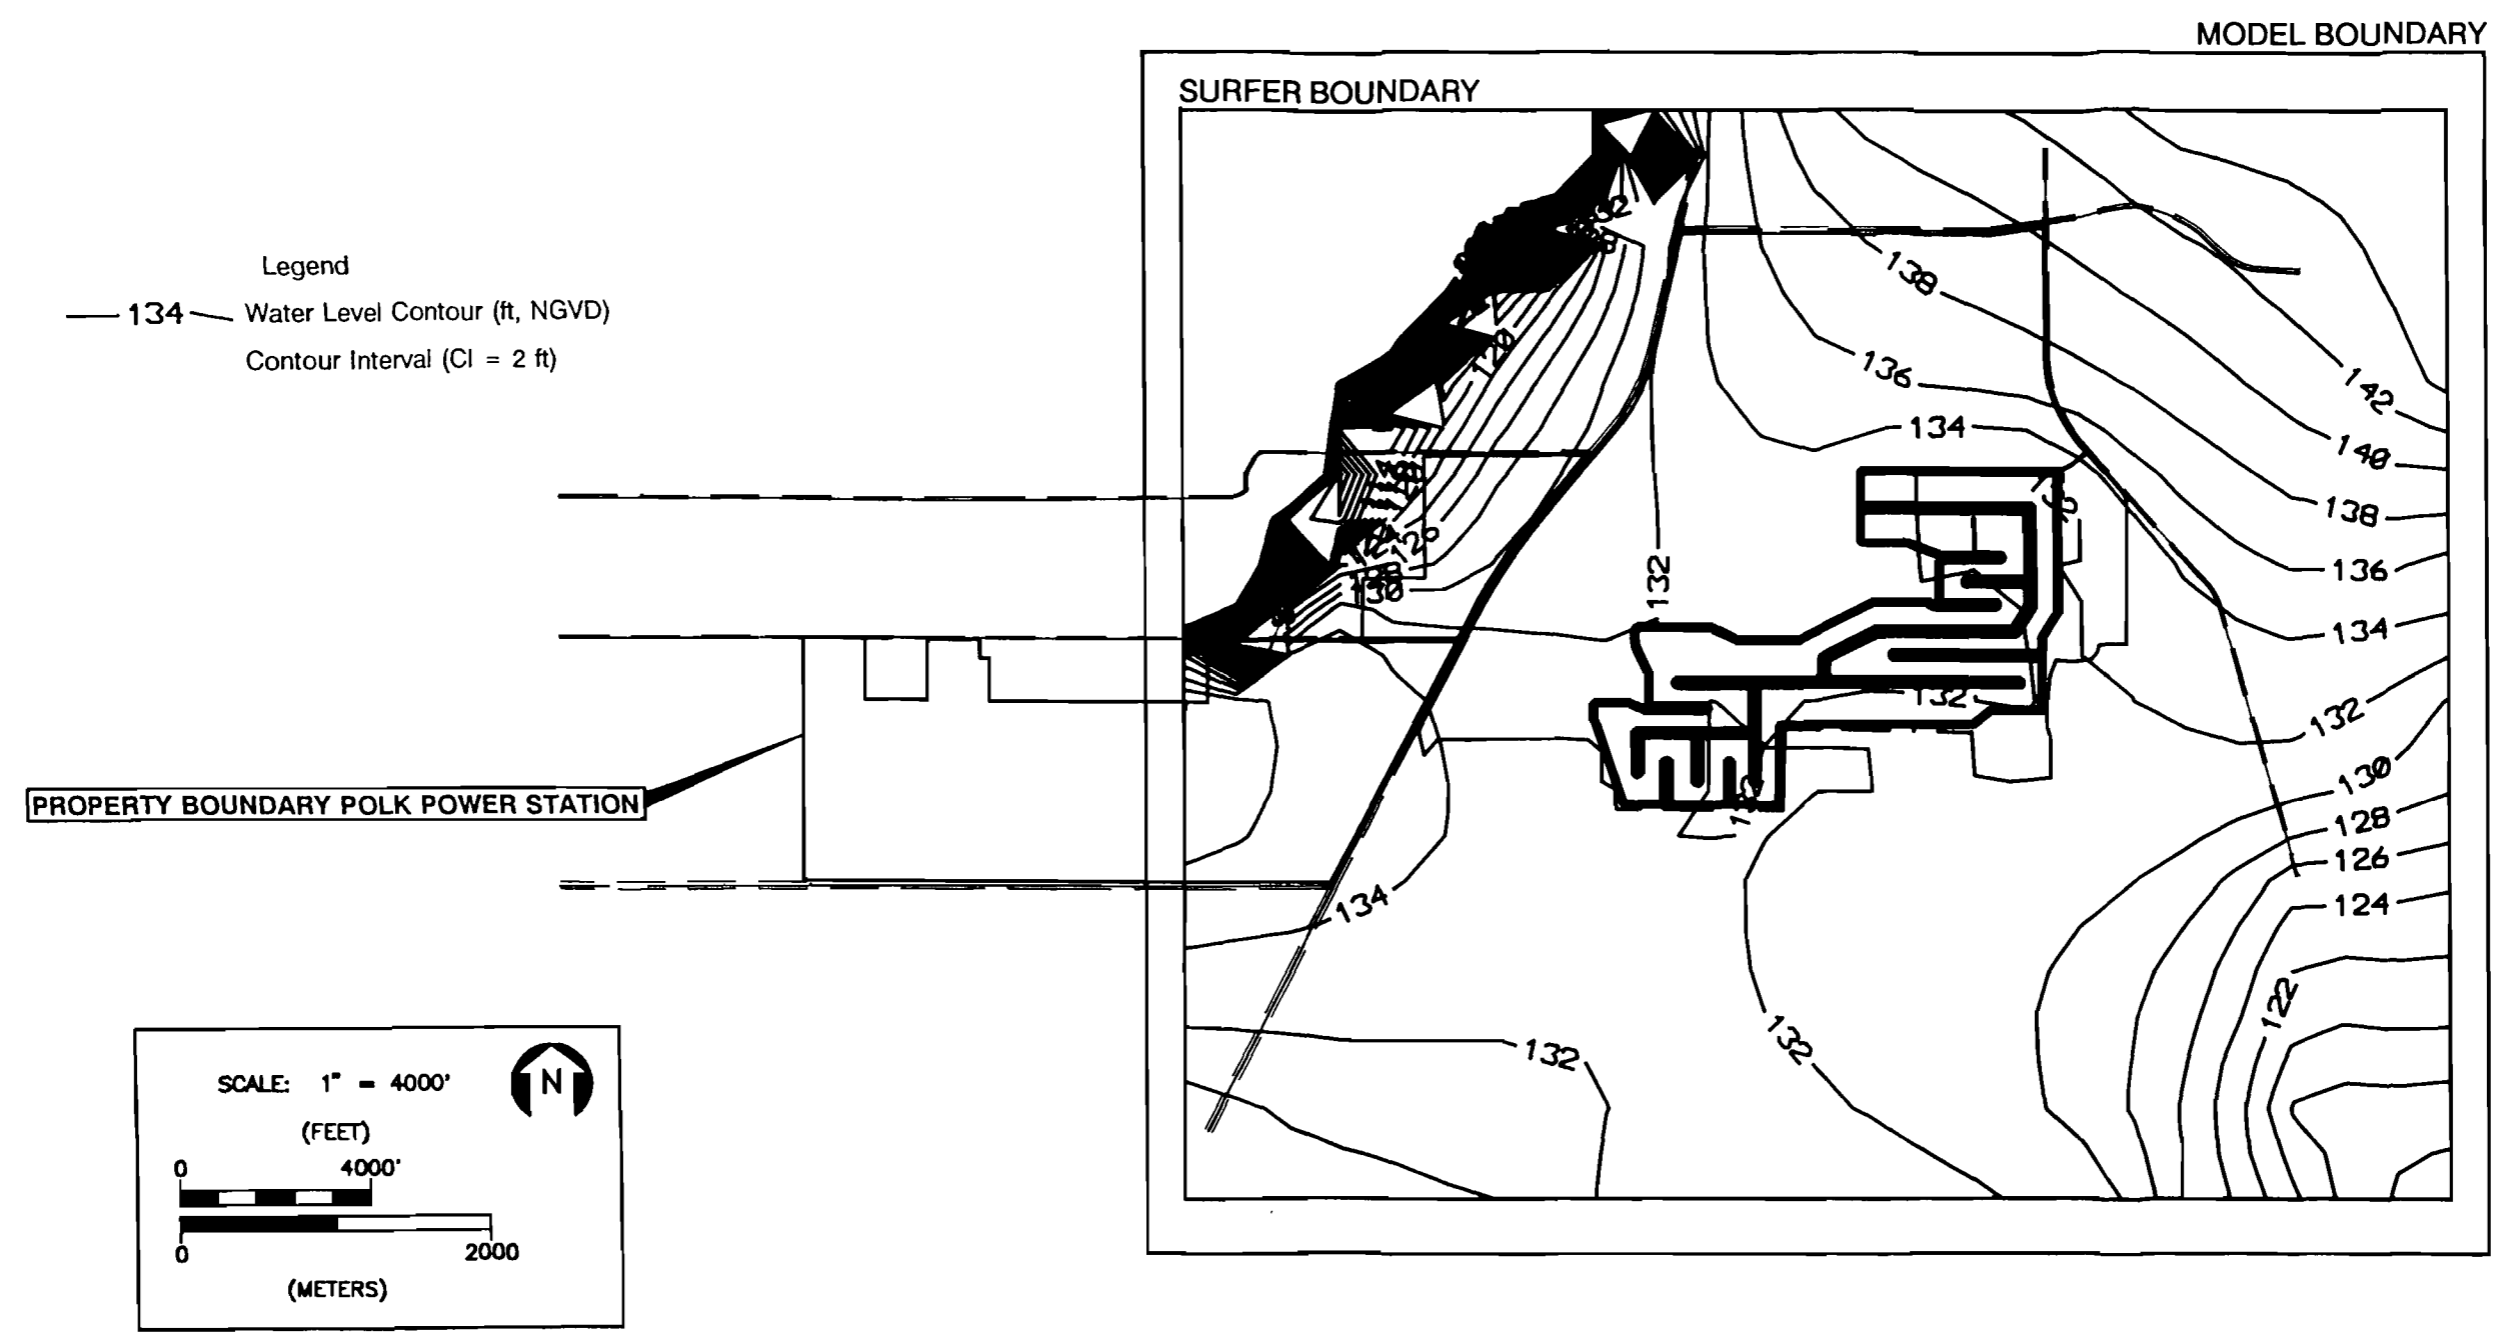 MODEL BOUNDARY
SURFER BOUNDARY
Legend
134 Water Level Contour (ft, NGVD)
Contour Interval (CI = 2 ft)
138
136
134
142
140
138
136
134
132
130
128
126
124
122
132
132
130
132
132
134
PROPERTY BOUNDARY POLK POWER STATION
SCALE: 1" = 4000'
(FEET)
0 4000'
0 2000
(METERS)
N